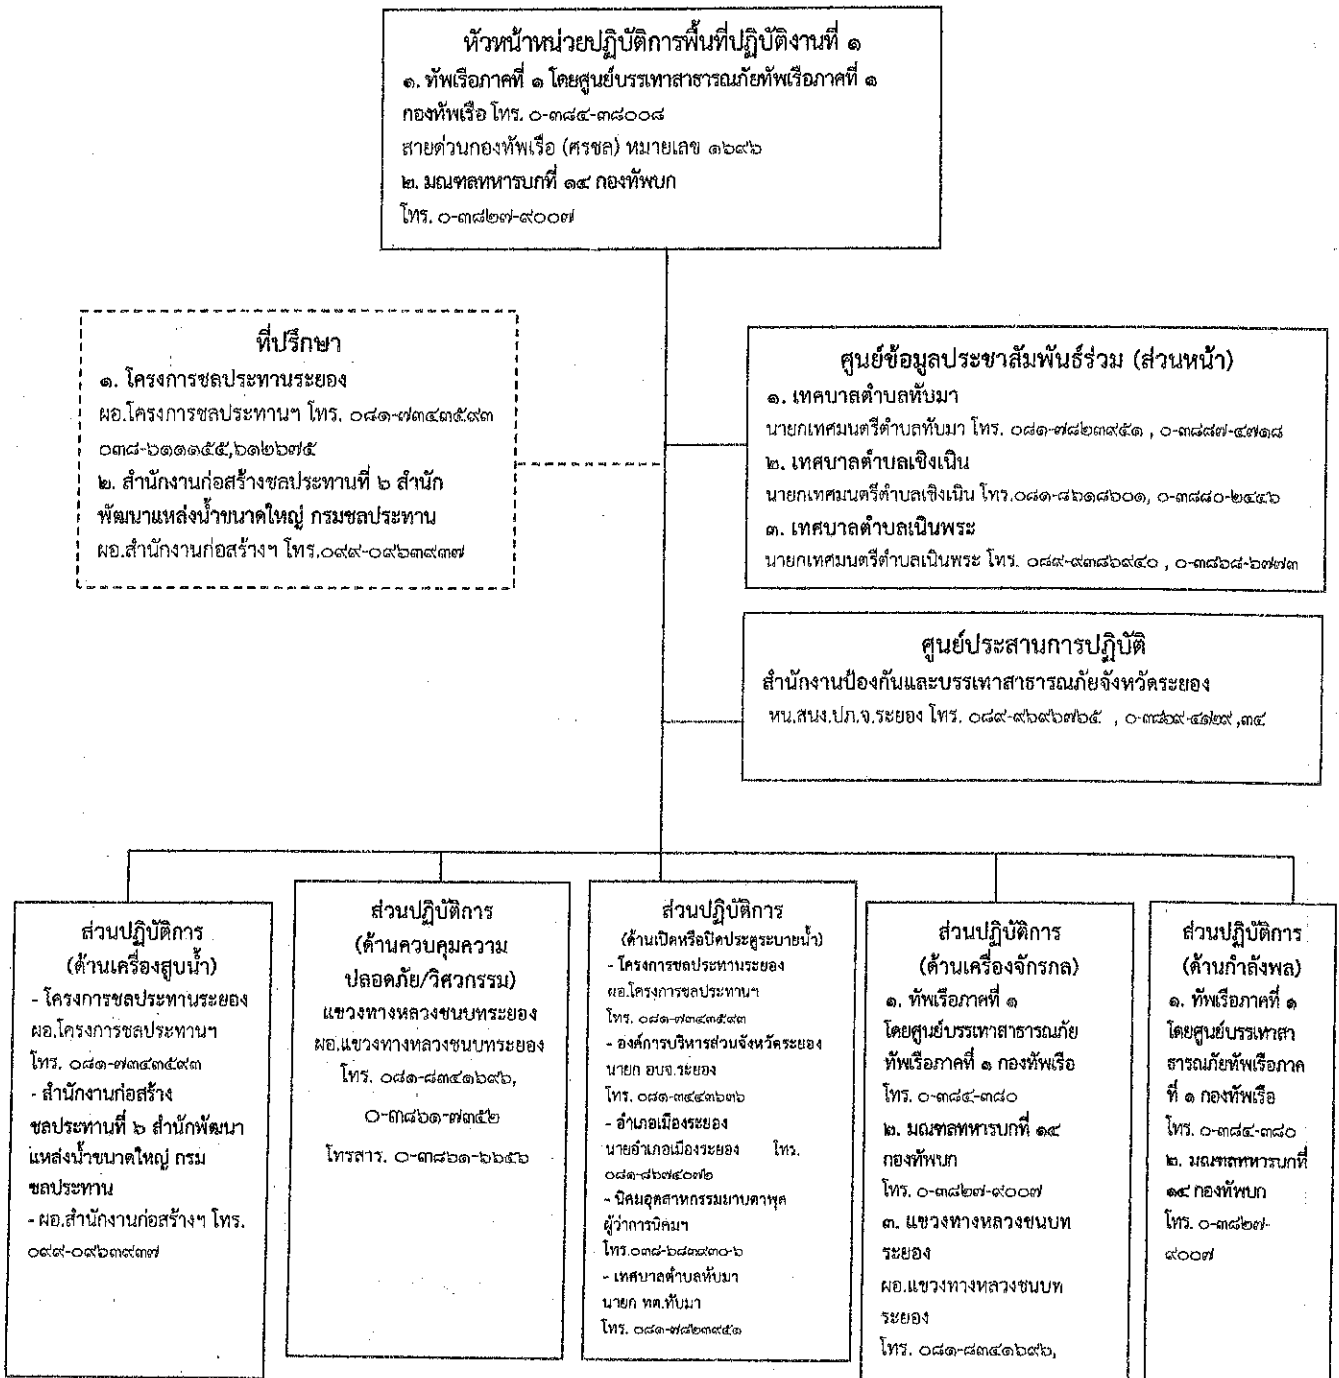 หัวหน้าหน่วยปฏิบัติการพื้นที่ปฏิบัติงานที่ ๑
๑. ทัพเรือภาคที่ ๑ โดยศูนย์บรรเทาสาธารณภัยทัพเรือภาคที่ ๑
กองทัพเรือ โทร. ๐-๓๘๔-๓๘๐๐๘
สายด่วนกองทัพเรือ (ศรชล) หมายเลข ๑๖๙๖
๒. มณฑลทหารบกที่ ๑๔ กองทัพบก
โทร. ๐-๓๘๒๗-๙๐๐๗
ที่ปรึกษา
๑. โครงการชลประทานระยอง
ผอ.โครงการชลประทานฯ โทร. ๐๘๑-๗๓๔๓๕๙๓
๐๓๘-๖๑๑๑๕๕,๖๑๒๖๗๕
๒. สำนักงานก่อสร้างชลประทานที่ ๖ สำนัก
พัฒนาแหล่งน้ำขนาดใหญ่ กรมชลประทาน
ผอ.สำนักงานก่อสร้างฯ โทร.๐๙๙-๐๙๖๓๙๓๗
ศูนย์ข้อมูลประชาสัมพันธ์ร่วม (ส่วนหน้า)
๑. เทศบาลตำบลทับมา
นายกเทศมนตรีตำบลทับมา โทร. ๐๘๑-๗๘๒๓๙๕๑ , ๐-๓๘๘๗-๔๗๑๘
๒. เทศบาลตำบลเชิงเนิน
นายกเทศมนตรีตำบลเชิงเนิน โทร.๐๘๑-๘๖๑๘๖๐๑, ๐-๓๘๘๐-๒๔๔๖
๓. เทศบาลตำบลเนินพระ
นายกเทศมนตรีตำบลเนินพระ โทร. ๐๘๙-๙๓๘๖๙๔๐ , ๐-๓๘๖๘-๖๗๗๓
ศูนย์ประสานการปฏิบัติ
สำนักงานป้องกันและบรรเทาสาธารณภัยจังหวัดระยอง
หน.สนง.ปภ.จ.ระยอง โทร. ๐๘๙-๙๖๙๖๗๖๕ , ๐-๓๘๖๙-๔๑๒๙,๓๔
ส่วนปฏิบัติการ
(ด้านเครื่องสูบน้ำ)
- โครงการชลประทานระยอง
ผอ.โครงการชลประทานฯ
โทร. ๐๘๑-๗๓๔๓๕๙๓
- สำนักงานก่อสร้าง
ชลประทานที่ ๖ สำนักพัฒนา
แหล่งน้ำขนาดใหญ่ กรม
ชลประทาน
- ผอ.สำนักงานก่อสร้างฯ โทร.
๐๙๙-๐๙๖๓๙๓๗
ส่วนปฏิบัติการ
(ด้านควบคุมความ
ปลอดภัย/วิศวกรรม)
แขวงทางหลวงชนบทระยอง
ผอ.แขวงทางหลวงชนบทระยอง
โทร. ๐๘๑-๘๓๔๑๖๙๖,
๐-๓๘๖๑-๗๓๕๒
โทรสาร. ๐-๓๘๖๑-๖๖๕๖
ส่วนปฏิบัติการ
(ด้านเปิดหรือปิดประตูระบายน้ำ)
- โครงการชลประทานระยอง
ผอ.โครงการชลประทานฯ
โทร. ๐๘๑-๗๓๔๓๕๙๓
- องค์การบริหารส่วนจังหวัดระยอง
นายก อบจ.ระยอง
โทร. ๐๘๑-๓๔๔๓๖๓๖
- อำเภอเมืองระยอง
นายอำเภอเมืองระยอง โทร.
๐๘๑-๘๖๗๔๐๗๒
- นิคมอุตสาหกรรมมาบตาพุด
ผู้ว่าการนิคมฯ
โทร.๐๓๘-๖๘๓๙๓๐-๖
- เทศบาลตำบลทับมา
นายก ทต.ทับมา
โทร. ๐๘๑-๗๘๒๓๙๕๑
ส่วนปฏิบัติการ
(ด้านเครื่องจักรกล)
๑. ทัพเรือภาคที่ ๑
โดยศูนย์บรรเทาสาธารณภัย
ทัพเรือภาคที่ ๑ กองทัพเรือ
โทร. ๐-๓๘๔-๓๘๐
๒. มณฑลทหารบกที่ ๑๔
กองทัพบก
โทร. ๐-๓๘๒๗-๙๐๐๗
๓. แขวงทางหลวงชนบท
ระยอง
ผอ.แขวงทางหลวงชนบท
ระยอง
โทร. ๐๘๑-๘๓๔๑๖๙๖,
ส่วนปฏิบัติการ
(ด้านกำลังพล)
๑. ทัพเรือภาคที่ ๑
โดยศูนย์บรรเทาสา
ธารณภัยทัพเรือภาค
ที่ ๑ กองทัพเรือ
โทร. ๐-๓๘๔-๓๘๐
๒. มณฑลทหารบกที่
๑๔ กองทัพบก
โทร. ๐-๓๘๒๗-
๙๐๐๗